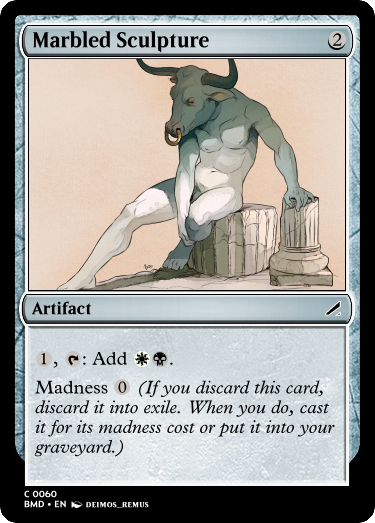 Marbled Sculpture 2
Artifact
1, : Add .
Madness 0 (If you discard this card,
discard it into exile. When you do, cast
it for its madness cost or put it into your
graveyard.)
C 0060
BMD • EN DEIMOS_REMUS